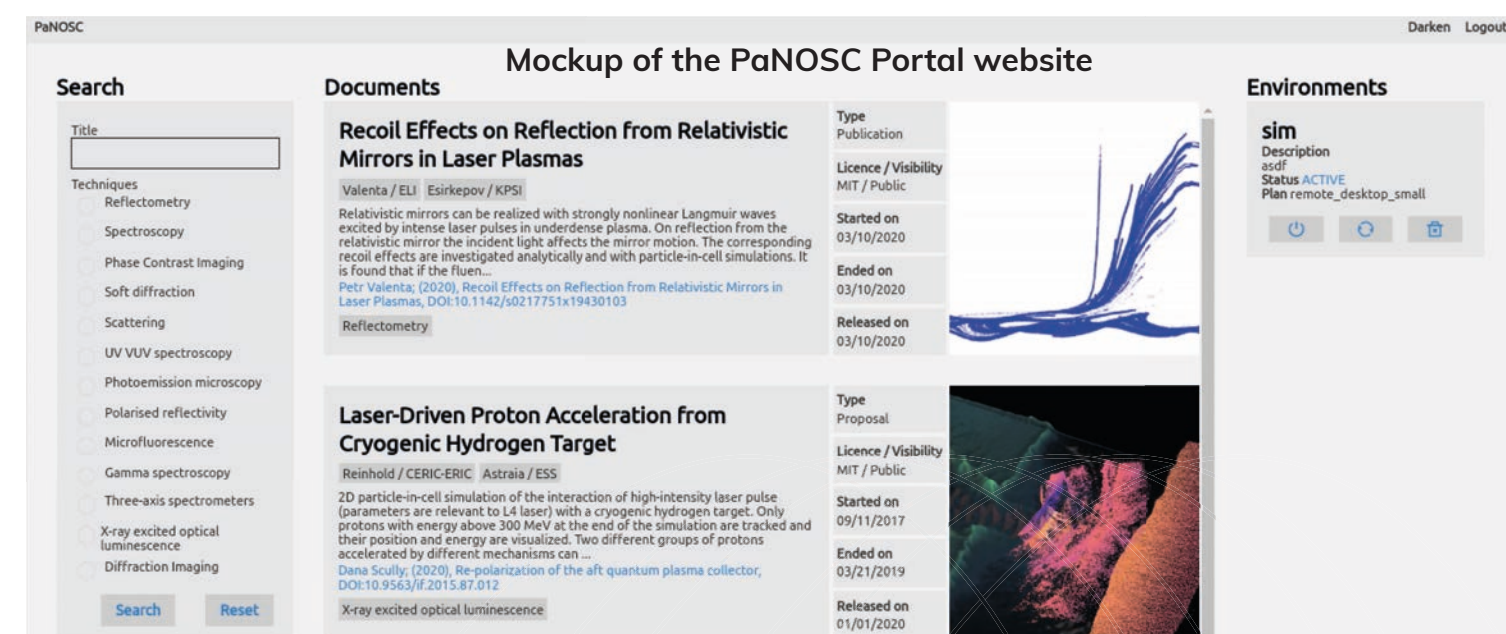 PaNOSC
Darken Logout
Mockup of the PaNOSC Portal website
Search
Title
Techniques
Reflectometry
Spectroscopy
Phase Contrast Imaging
Soft diffraction
Scattering
UV VUV spectroscopy
Photoemission microscopy
Polarised reflectivity
Microfluorescence
Gamma spectroscopy
Three-axis spectrometers
X-ray excited optical
luminescence
Diffraction Imaging
Search Reset
Documents
Recoil Effects on Reflection from Relativistic
Mirrors in Laser Plasmas
Valenta / ELI Esirkepov / KPSI
Relativistic mirrors can be realized with strongly nonlinear Langmuir waves
excited by intense laser pulses in underdense plasma. On reflection from the
relativistic mirror the incident light affects the mirror motion. The corresponding
recoil effects are investigated analytically and with particle-in-cell simulations. It
is found that if the fluen...
Petr Valenta; (2020), Recoil Effects on Reflection from Relativistic Mirrors in
Laser Plasmas, DOI:10.1142/s0217751x19430103
Reflectometry
Type
Publication
Licence / Visibility
MIT / Public
Started on
03/10/2020
Ended on
03/10/2020
Released on
03/10/2020
Laser-Driven Proton Acceleration from
Cryogenic Hydrogen Target
Reinhold / CERIC-ERIC Astraia / ESS
2D particle-in-cell simulation of the interaction of high-intensity laser pulse
(parameters are relevant to L4 laser) with a cryogenic hydrogen target. Only
protons with energy above 300 MeV at the end of the simulation are tracked and
their position and energy are visualized. Two different groups of protons
accelerated by different mechanisms can ...
Dana Scully; (2020), Re-polarization of the aft quantum plasma collector,
DOI:10.9563/if.2015.87.012
X-ray excited optical luminescence
Type
Proposal
Licence / Visibility
MIT / Public
Started on
09/11/2017
Ended on
03/21/2019
Released on
01/01/2020
Environments
sim
Description
asdf
Status ACTIVE
Plan remote_desktop_small